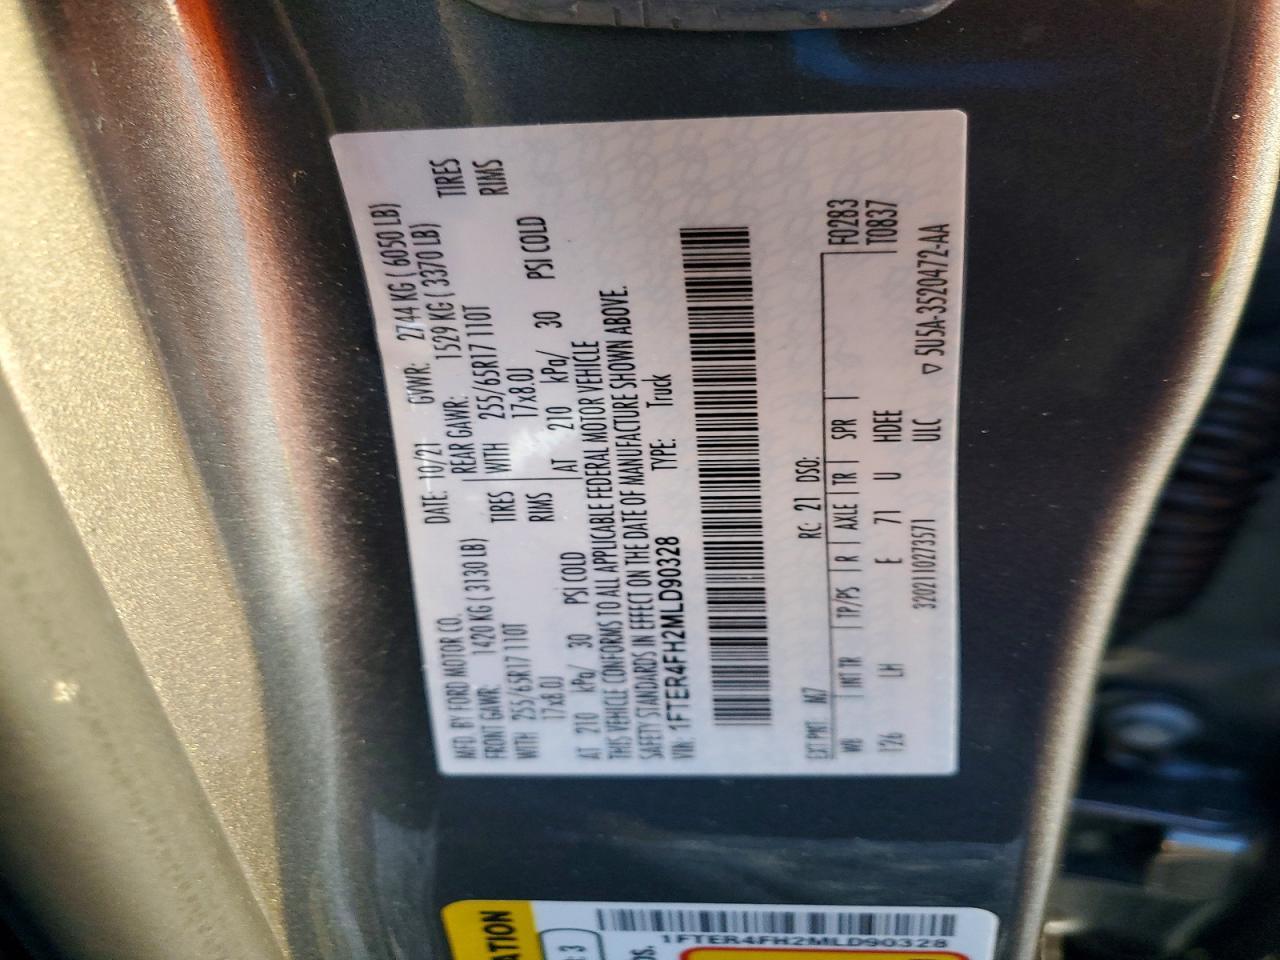 MFD. BY FORD MOTOR CO. DATE: 10/21 GVWR: 2744 KG ( 6050 LB)
FRONT GAWR: 1420 KG ( 3130 LB) REAR GAWR: 1529 KG ( 3370 LB)
WITH 255/65R17 110T TIRES WITH 255/65R17 110T TIRES
17x8.0J RIMS 17x8.0J RIMS
AT 210 kPa/ 30 PSI COLD AT 210 kPa/ 30 PSI COLD
THIS VEHICLE CONFORMS TO ALL APPLICABLE FEDERAL MOTOR VEHICLE
SAFETY STANDARDS IN EFFECT ON THE DATE OF MANUFACTURE SHOWN ABOVE.
VIN: 1FTER4FH2MLD90328 TYPE: Truck
EXT PNT: M7 RC: 21 DSO: F0283
WB INT TR TP/PS R AXLE TR SPR T0837
126 LH E 71 U HDEE
3202110273571 ULC ▽ 5U5A-3520472-AA
ATION
: 3
DS.
1FTER4FH2MLD90328